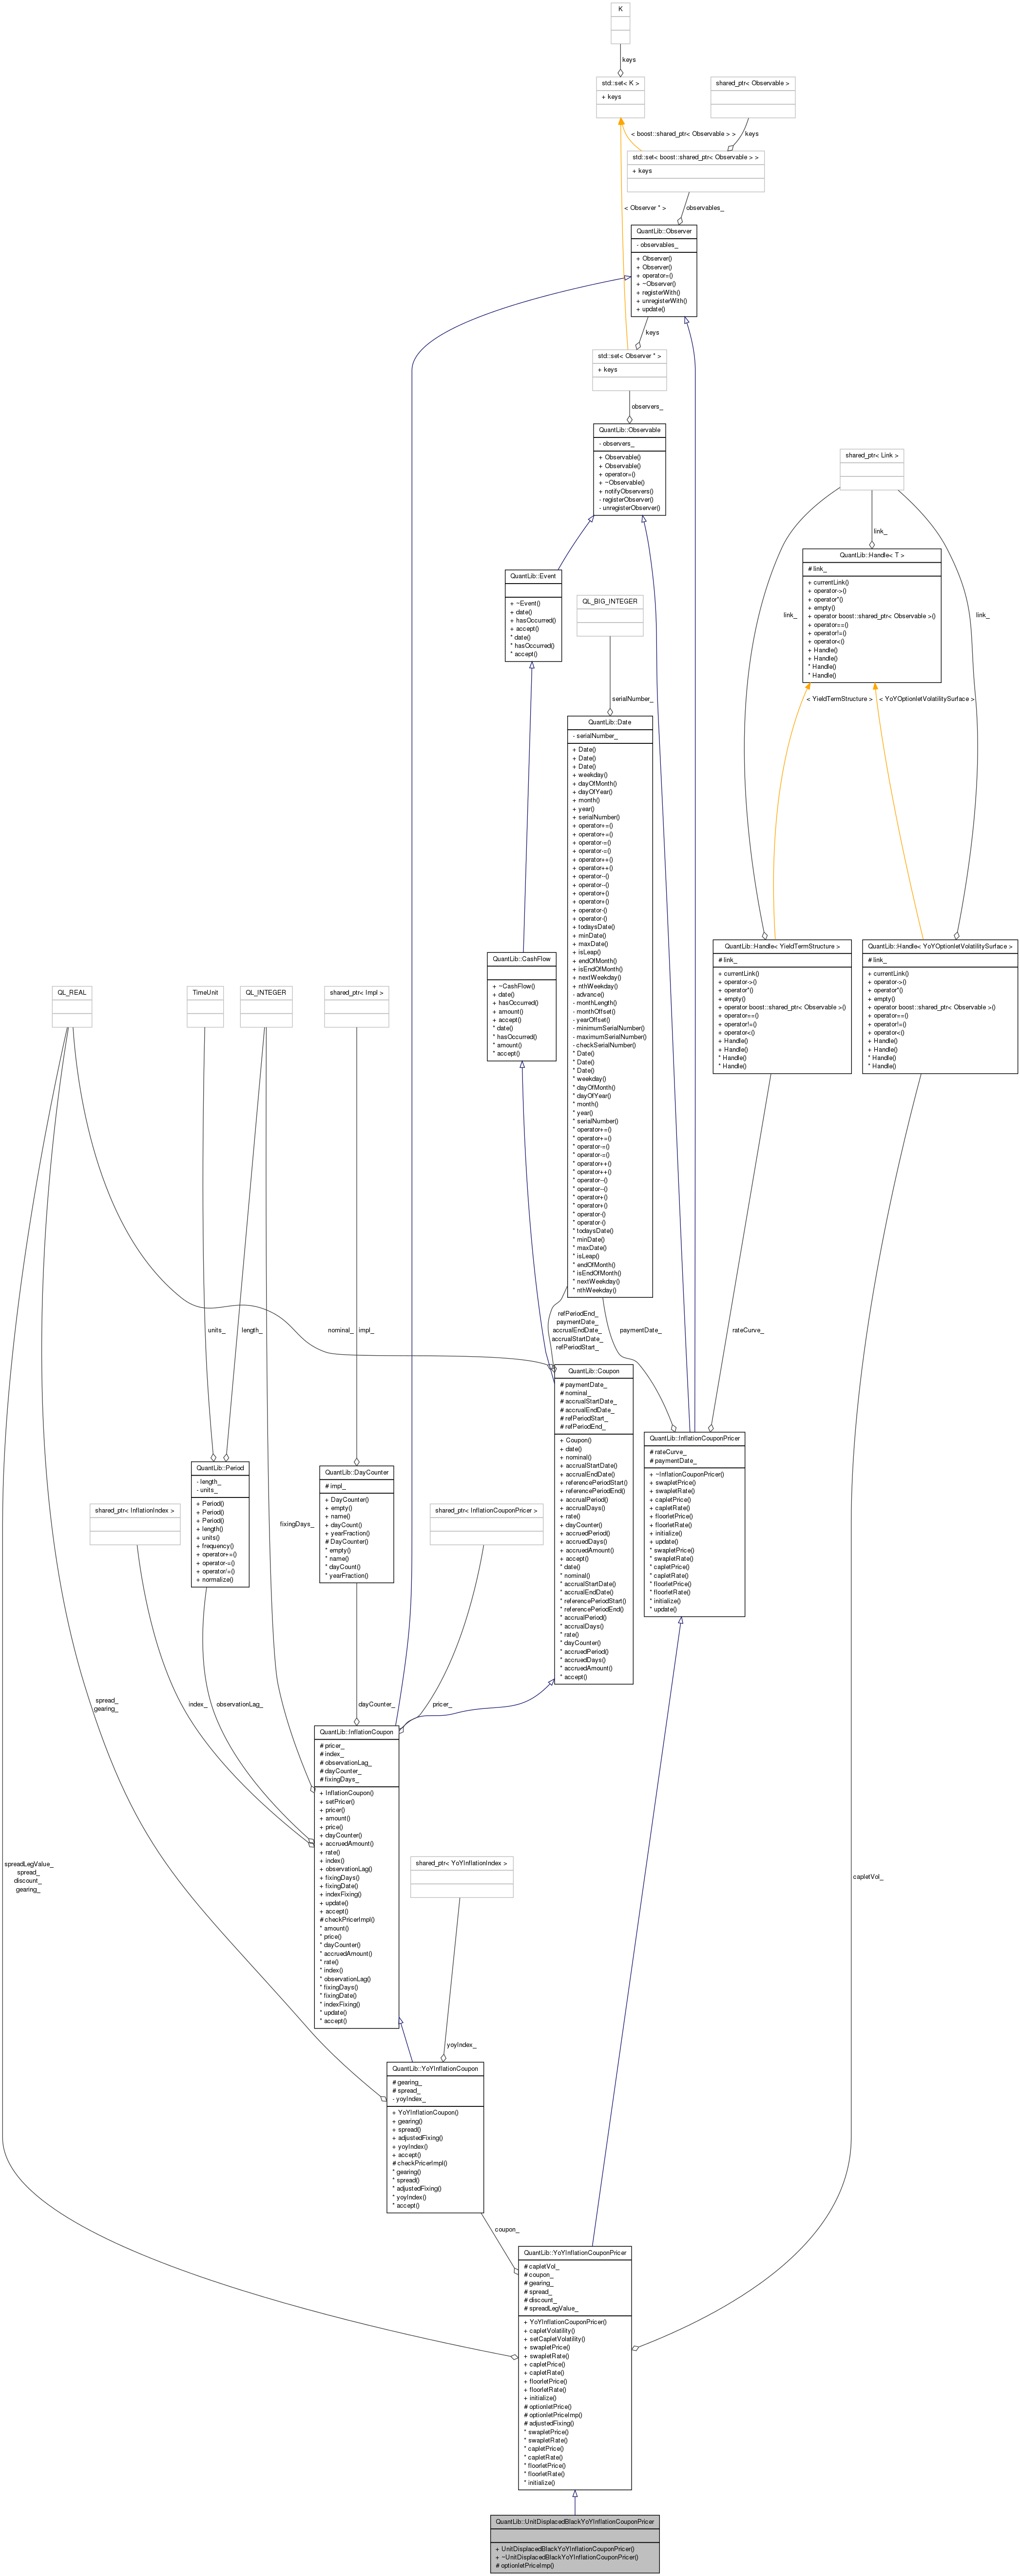 K
keys
std::set< K >
+ keys
shared_ptr< Observable >
< boost::shared_ptr< Observable > >
keys
std::set< boost::shared_ptr< Observable > >
+ keys
< Observer * >
observables_
QuantLib::Observer
- observables_
+ Observer()
+ Observer()
+ operator=()
+ ~Observer()
+ registerWith()
+ unregisterWith()
+ update()
keys
std::set< Observer * >
+ keys
observers_
QuantLib::Observable
- observers_
+ Observable()
+ Observable()
+ operator=()
+ ~Observable()
+ notifyObservers()
- registerObserver()
- unregisterObserver()
shared_ptr< Link >
link_
link_
link_
QuantLib::Handle< T >
# link_
+ currentLink()
+ operator->()
+ operator*()
+ empty()
+ operator boost::shared_ptr< Observable >()
+ operator==()
+ operator!=()
+ operator<()
+ Handle()
+ Handle()
* Handle()
* Handle()
< YieldTermStructure >
< YoYOptionletVolatilitySurface >
QuantLib::Event
+ ~Event()
+ date()
+ hasOccurred()
+ accept()
* date()
* hasOccurred()
* accept()
QL_BIG_INTEGER
serialNumber_
QuantLib::Date
- serialNumber_
+ Date()
+ Date()
+ Date()
+ weekday()
+ dayOfMonth()
+ dayOfYear()
+ month()
+ year()
+ serialNumber()
+ operator+=()
+ operator+=()
+ operator-=()
+ operator-=()
+ operator++()
+ operator++()
+ operator--()
+ operator--()
+ operator+()
+ operator+()
+ operator-()
+ operator-()
+ todaysDate()
+ minDate()
+ maxDate()
+ isLeap()
+ endOfMonth()
+ isEndOfMonth()
+ nextWeekday()
+ nthWeekday()
- advance()
- monthLength()
- monthOffset()
- yearOffset()
- minimumSerialNumber()
- maximumSerialNumber()
- checkSerialNumber()
* Date()
* Date()
* Date()
* weekday()
* dayOfMonth()
* dayOfYear()
* month()
* year()
* serialNumber()
* operator+=()
* operator+=()
* operator-=()
* operator-=()
* operator++()
* operator++()
* operator--()
* operator--()
* operator+()
* operator+()
* operator-()
* operator-()
* todaysDate()
* minDate()
* maxDate()
* isLeap()
* endOfMonth()
* isEndOfMonth()
* nextWeekday()
* nthWeekday()
QuantLib::CashFlow
+ ~CashFlow()
+ date()
+ hasOccurred()
+ amount()
+ accept()
* date()
* hasOccurred()
* amount()
* accept()
QuantLib::Handle< YieldTermStructure >
# link_
+ currentLink()
+ operator->()
+ operator*()
+ empty()
+ operator boost::shared_ptr< Observable >()
+ operator==()
+ operator!=()
+ operator<()
+ Handle()
+ Handle()
* Handle()
* Handle()
QuantLib::Handle< YoYOptionletVolatilitySurface >
# link_
+ currentLink()
+ operator->()
+ operator*()
+ empty()
+ operator boost::shared_ptr< Observable >()
+ operator==()
+ operator!=()
+ operator<()
+ Handle()
+ Handle()
* Handle()
* Handle()
QL_REAL
TimeUnit
QL_INTEGER
shared_ptr< Impl >
units_
length_
nominal_
impl_
refPeriodEnd_
paymentDate_
accrualEndDate_
accrualStartDate_
refPeriodStart_
paymentDate_
rateCurve_
QuantLib::Coupon
# paymentDate_
# nominal_
# accrualStartDate_
# accrualEndDate_
# refPeriodStart_
# refPeriodEnd_
+ Coupon()
+ date()
+ nominal()
+ accrualStartDate()
+ accrualEndDate()
+ referencePeriodStart()
+ referencePeriodEnd()
+ accrualPeriod()
+ accrualDays()
+ rate()
+ dayCounter()
+ accruedPeriod()
+ accruedDays()
+ accruedAmount()
+ accept()
* date()
* nominal()
* accrualStartDate()
* accrualEndDate()
* referencePeriodStart()
* referencePeriodEnd()
* accrualPeriod()
* accrualDays()
* rate()
* dayCounter()
* accruedPeriod()
* accruedDays()
* accruedAmount()
* accept()
QuantLib::InflationCouponPricer
# rateCurve_
# paymentDate_
+ ~InflationCouponPricer()
+ swapletPrice()
+ swapletRate()
+ capletPrice()
+ capletRate()
+ floorletPrice()
+ floorletRate()
+ initialize()
+ update()
* swapletPrice()
* swapletRate()
* capletPrice()
* capletRate()
* floorletPrice()
* floorletRate()
* initialize()
* update()
QuantLib::Period
- length_
- units_
+ Period()
+ Period()
+ Period()
+ length()
+ units()
+ frequency()
+ operator+=()
+ operator-=()
+ operator/=()
+ normalize()
QuantLib::DayCounter
# impl_
+ DayCounter()
+ empty()
+ name()
+ dayCount()
+ yearFraction()
# DayCounter()
* empty()
* name()
* dayCount()
* yearFraction()
shared_ptr< InflationIndex >
shared_ptr< InflationCouponPricer >
fixingDays_
spread_
gearing_
index_
observationLag_
dayCounter_
pricer_
QuantLib::InflationCoupon
# pricer_
# index_
# observationLag_
# dayCounter_
# fixingDays_
+ InflationCoupon()
+ setPricer()
+ pricer()
+ amount()
+ price()
+ dayCounter()
+ accruedAmount()
+ rate()
+ index()
+ observationLag()
+ fixingDays()
+ fixingDate()
+ indexFixing()
+ update()
+ accept()
# checkPricerImpl()
* amount()
* price()
* dayCounter()
* accruedAmount()
* rate()
* index()
* observationLag()
* fixingDays()
* fixingDate()
* indexFixing()
* update()
* accept()
shared_ptr< YoYInflationIndex >
spreadLegValue_
spread_
discount_
gearing_
capletVol_
yoyIndex_
QuantLib::YoYInflationCoupon
# gearing_
# spread_
- yoyIndex_
+ YoYInflationCoupon()
+ gearing()
+ spread()
+ adjustedFixing()
+ yoyIndex()
+ accept()
# checkPricerImpl()
* gearing()
* spread()
* adjustedFixing()
* yoyIndex()
* accept()
coupon_
QuantLib::YoYInflationCouponPricer
# capletVol_
# coupon_
# gearing_
# spread_
# discount_
# spreadLegValue_
+ YoYInflationCouponPricer()
+ capletVolatility()
+ setCapletVolatility()
+ swapletPrice()
+ swapletRate()
+ capletPrice()
+ capletRate()
+ floorletPrice()
+ floorletRate()
+ initialize()
# optionletPrice()
# optionletPriceImp()
# adjustedFixing()
* swapletPrice()
* swapletRate()
* capletPrice()
* capletRate()
* floorletPrice()
* floorletRate()
* initialize()
QuantLib::UnitDisplacedBlackYoYInflationCouponPricer
+ UnitDisplacedBlackYoYInflationCouponPricer()
+ ~UnitDisplacedBlackYoYInflationCouponPricer()
# optionletPriceImp()